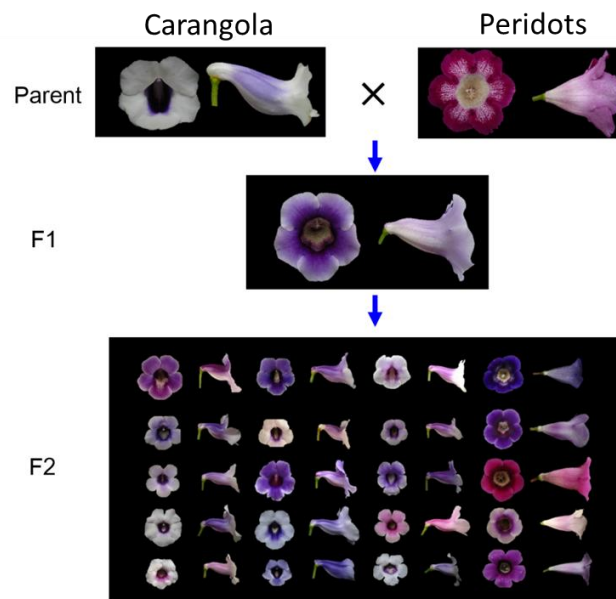 Carangola
Peridots
Parent
×
F1
F2